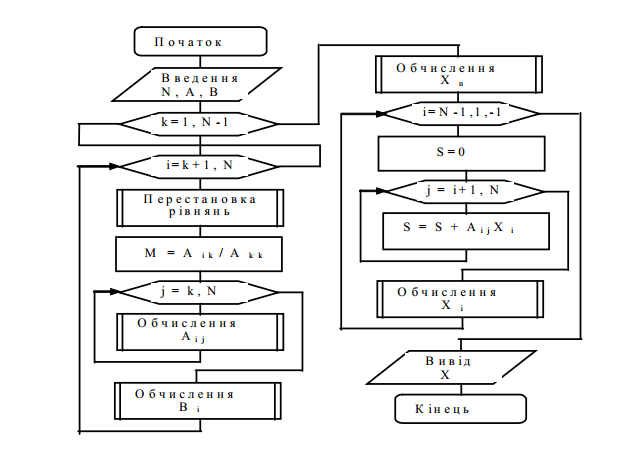 Початок
Введення
N, A, B
k=1, N-1
i=k+1, N
Перестановка
рівнянь
M = A ik / A kk
j = k, N
Обчислення
A ij
Обчислення
B i
Обчислення
X n
i=N-1,1,-1
S=0
j = i+1, N
S = S + A ij X i
Обчислення
X i
Вивід
X
Кінець